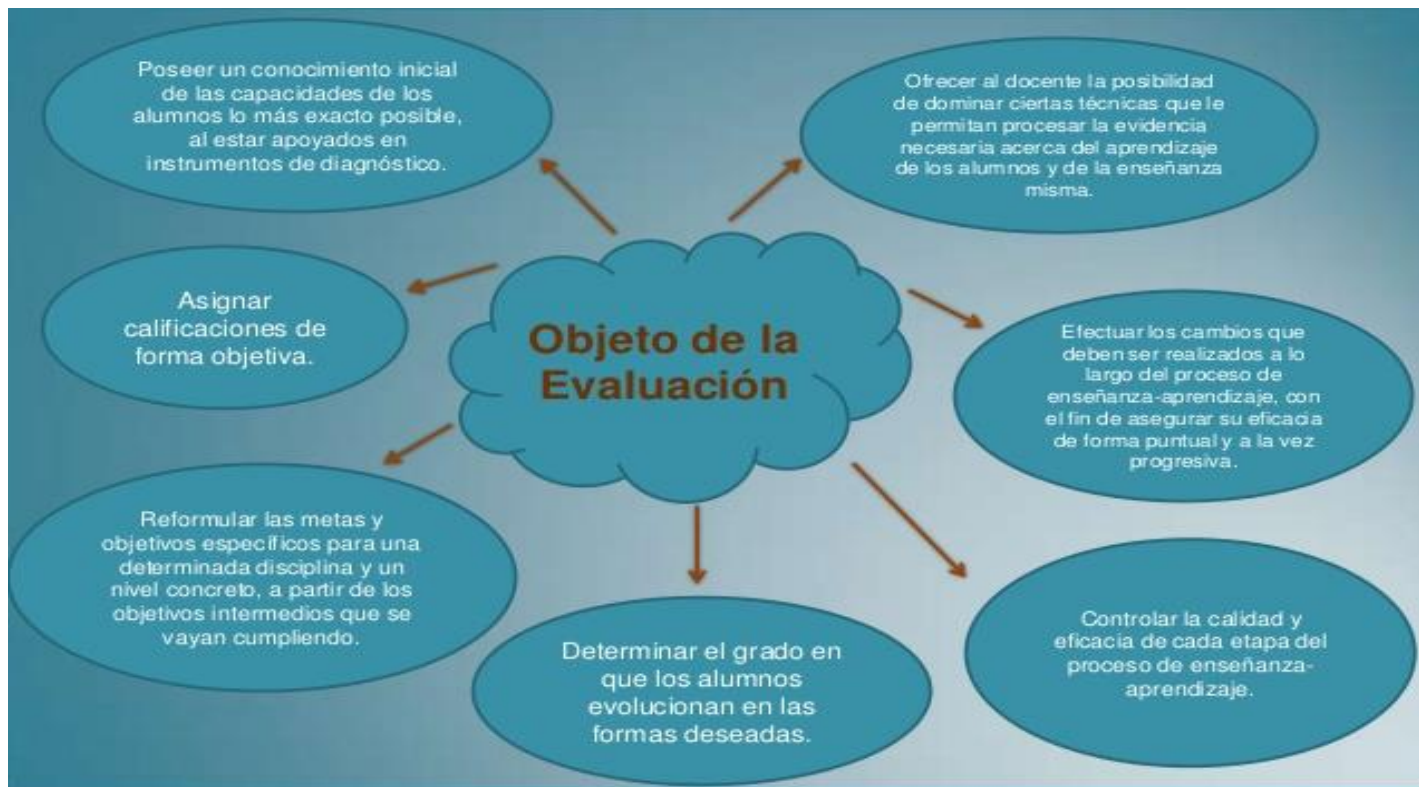 Poseer un conocimiento inicial
de las capacidades de los
alumnos lo más exacto posible,
al estar apoyados en
instrumentos de diagnóstico.
Ofrecer al docente la posibilidad
de dominar ciertas técnicas que le
permitan procesar la evidencia
necesaria acerca del aprendizaje
de los alumnos y de la enseñanza
misma.
Asignar
calificaciones de
forma objetiva.
Objeto de la
Evaluación
Efectuar los cambios que
deben ser realizados a lo
largo del proceso de
enseñanza-aprendizaje, con
el fin de asegurar su eficacia
de forma puntual y a la vez
progresiva.
Reformular las metas y
objetivos específicos para una
determinada disciplina y un
nivel concreto, a partir de los
objetivos intermedios que se
vayan cumpliendo.
Determinar el grado en
que los alumnos
evolucionan en las
formas deseadas.
Controlar la calidad y
eficacia de cada etapa del
proceso de enseñanza-
aprendizaje.